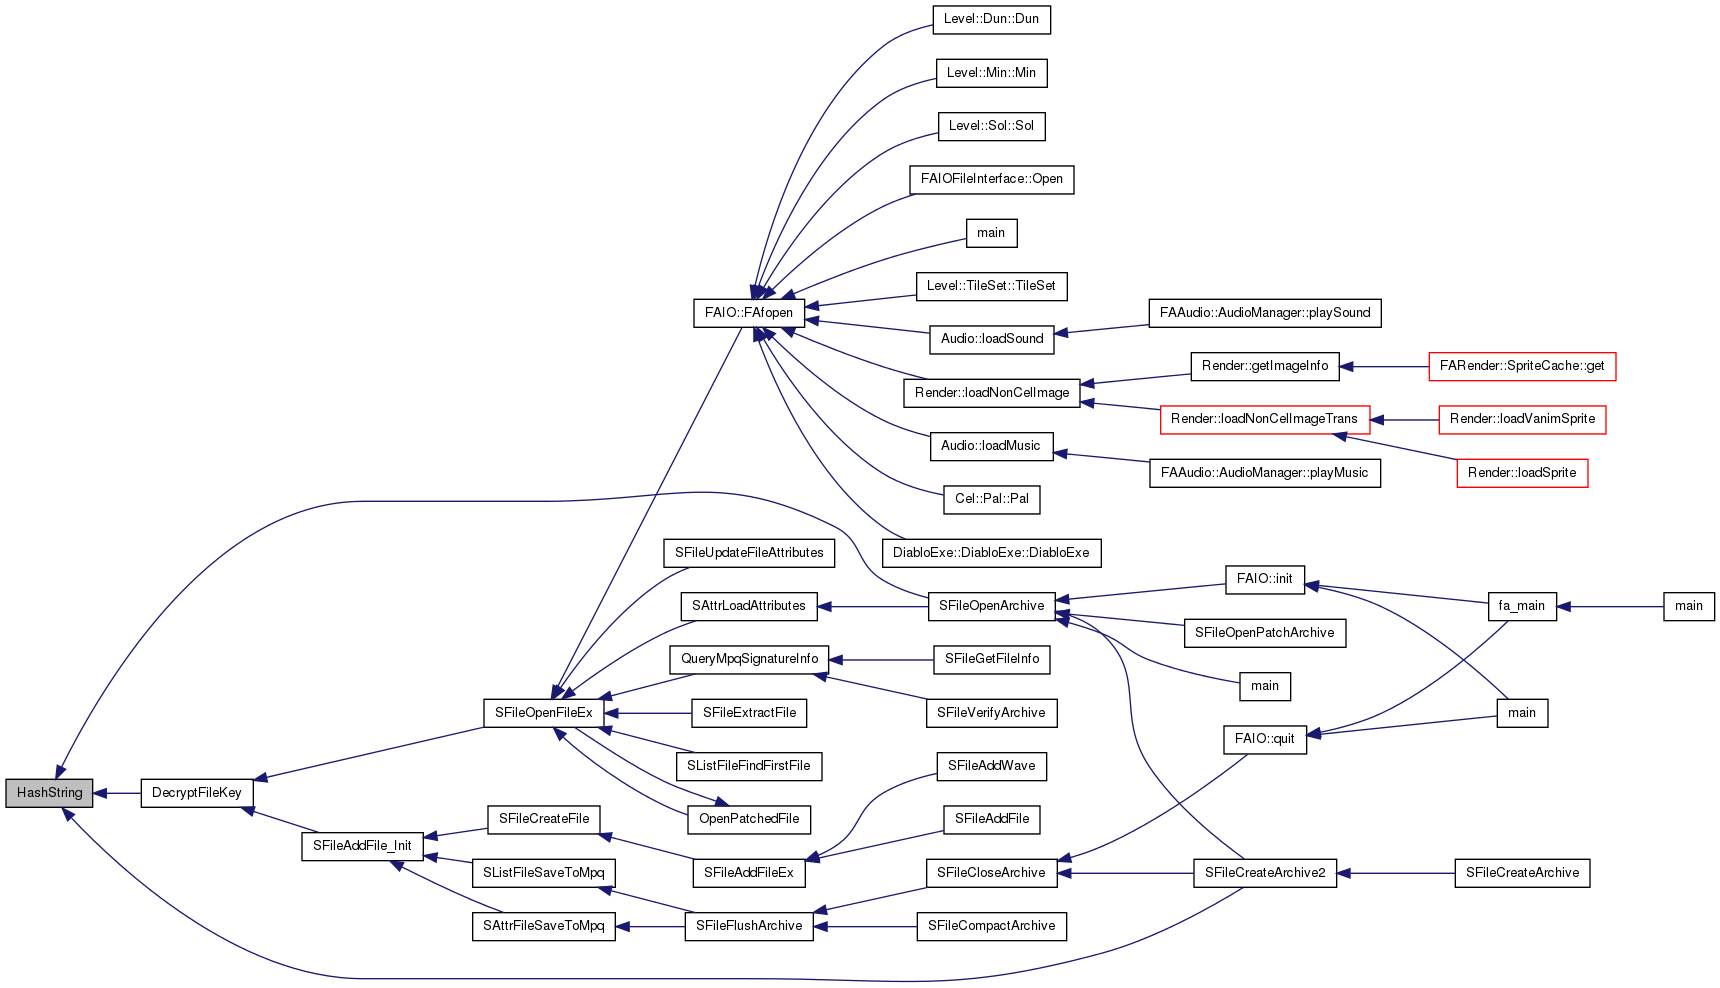 Level::Dun::Dun
Level::Min::Min
Level::Sol::Sol
FAIOFileInterface::Open
main
Level::TileSet::TileSet
FAIO::FAfopen
FAAudio::AudioManager::playSound
Audio::loadSound
Render::getImageInfo
FARender::SpriteCache::get
Render::loadNonCelImage
Render::loadNonCelImageTrans
Render::loadVanimSprite
Audio::loadMusic
FAAudio::AudioManager::playMusic
Render::loadSprite
Cel::Pal::Pal
SFileUpdateFileAttributes
DiabloExe::DiabloExe::DiabloExe
FAIO::init
SAttrLoadAttributes
SFileOpenArchive
fa_main
main
SFileOpenPatchArchive
QueryMpqSignatureInfo
SFileGetFileInfo
main
SFileOpenFileEx
SFileExtractFile
SFileVerifyArchive
main
FAIO::quit
SListFileFindFirstFile
SFileAddWave
HashString
DecryptFileKey
SFileCreateFile
OpenPatchedFile
SFileAddFile
SFileAddFile_Init
SListFileSaveToMpq
SFileAddFileEx
SFileCloseArchive
SFileCreateArchive2
SFileCreateArchive
SAttrFileSaveToMpq
SFileFlushArchive
SFileCompactArchive